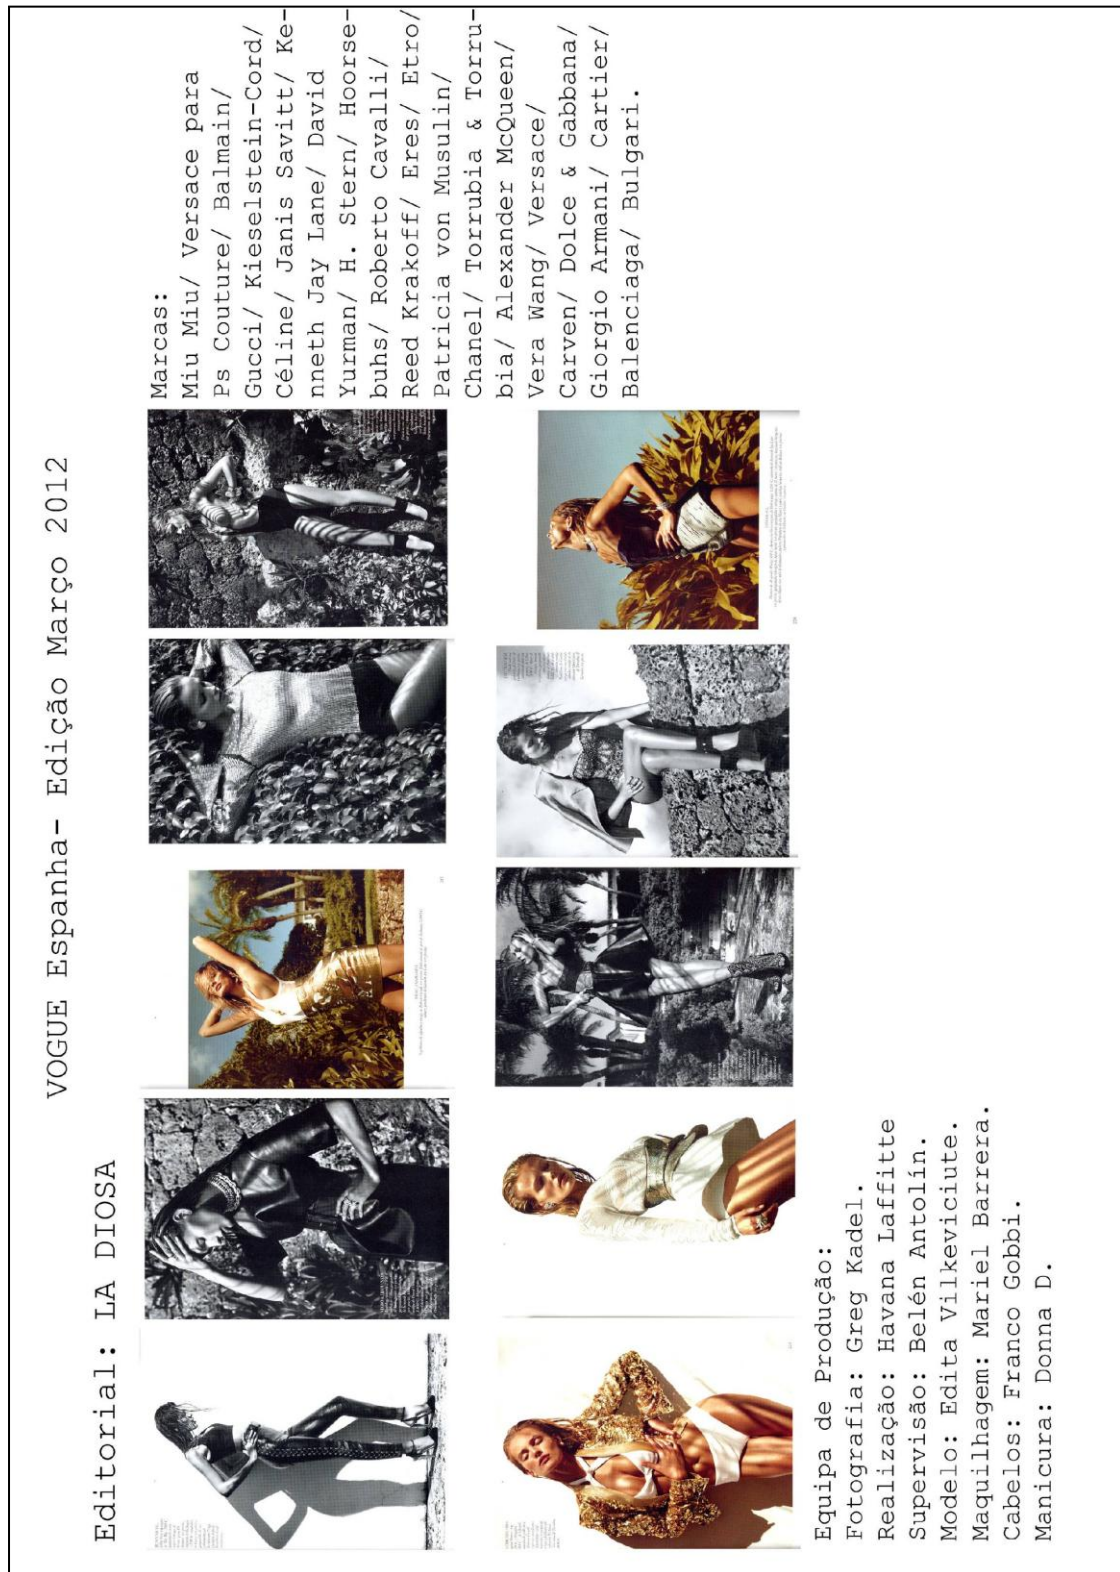 VOGUE Espanha- Edição Março 2012
Editorial: LA DIOSA
Marcas:
Miu Miu/ Versace para
Ps Couture/ Balmain/
Gucci/ Kieselstein-Cord/
Céline/ Janis Savitt/ Ke-
nneth Jay Lane/ David
Yurman/ H. Stern/ Hoorse-
buhs/ Roberto Cavalli/
Reed Krakoff/ Eres/ Etro/
Patricia von Musulin/
Chanel/ Torrubia & Torru-
bia/ Alexander McQueen/
Vera Wang/ Versace/
Carven/ Dolce & Gabbana/
Giorgio Armani/ Cartier/
Balenciaga/ Bulgari.
Equipa de Produção:
Fotografia: Greg Kadel.
Realização: Havana Laffitte
Supervisão: Belén Antolín.
Modelo: Edita Vilkeviciute.
Maquilhagem: Mariel Barrera.
Cabelos: Franco Gobbi.
Manicura: Donna D.